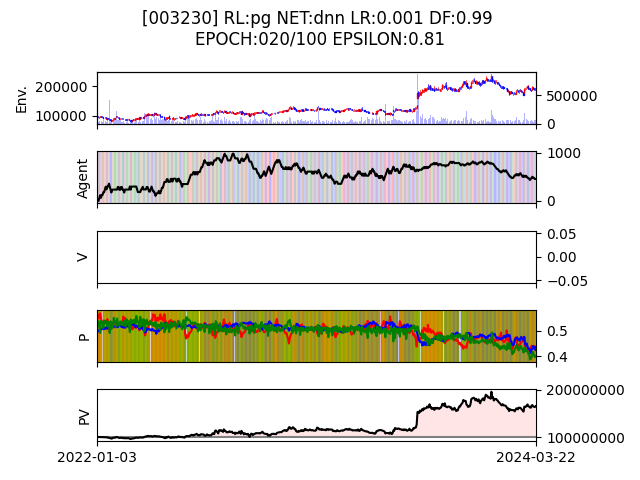 [003230] RL:pg NET:dnn LR:0.001 DF:0.99
EPOCH:020/100 EPSILON:0.81
Env.
200000
100000
500000
0
Agent
1000
0
V
0.05
0.00
−0.05
P
0.5
0.4
PV
200000000
100000000
2022-01-03
2024-03-22